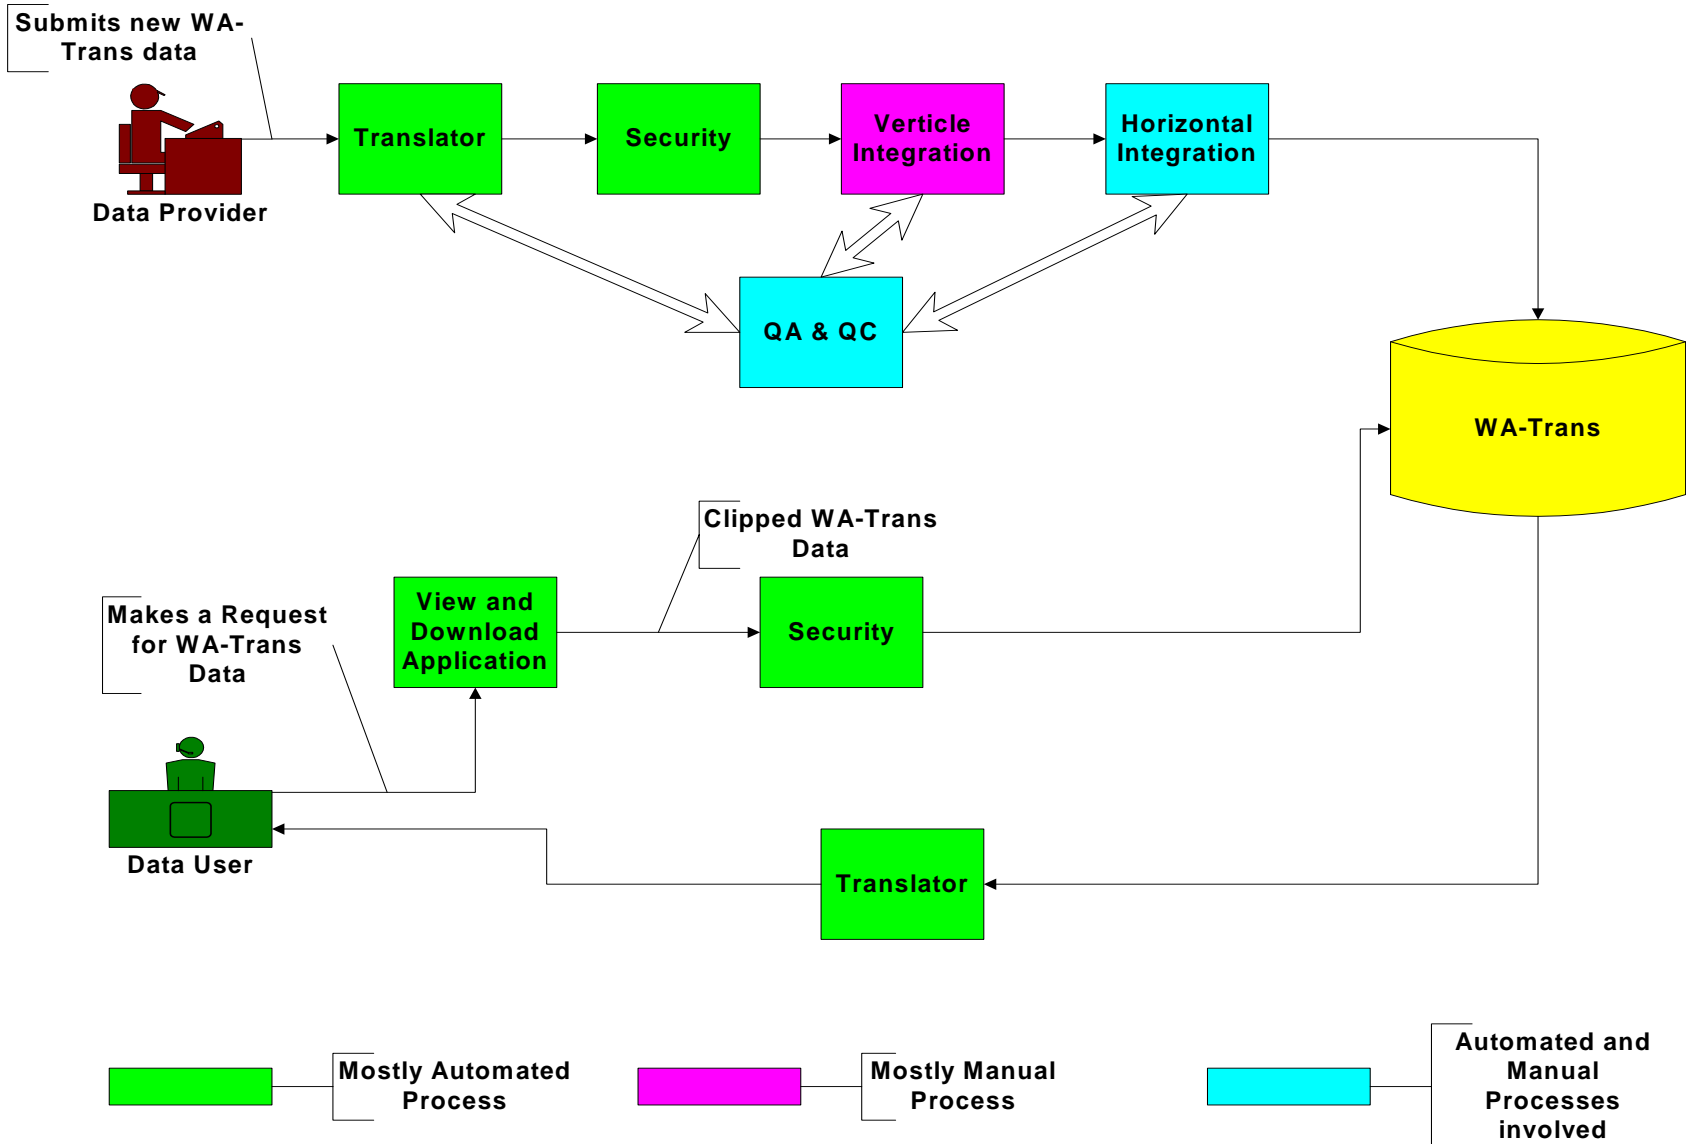 Submits new WA-
Trans data
Data Provider
Translator
Security
Verticle
Integration
Horizontal
Integration
QA & QC
WA-Trans
Clipped WA-Trans
Data
Makes a Request
for WA-Trans
Data
View and
Download
Application
Security
Data User
Translator
Mostly Automated
Process
Mostly Manual
Process
Automated and
Manual
Processes
involved